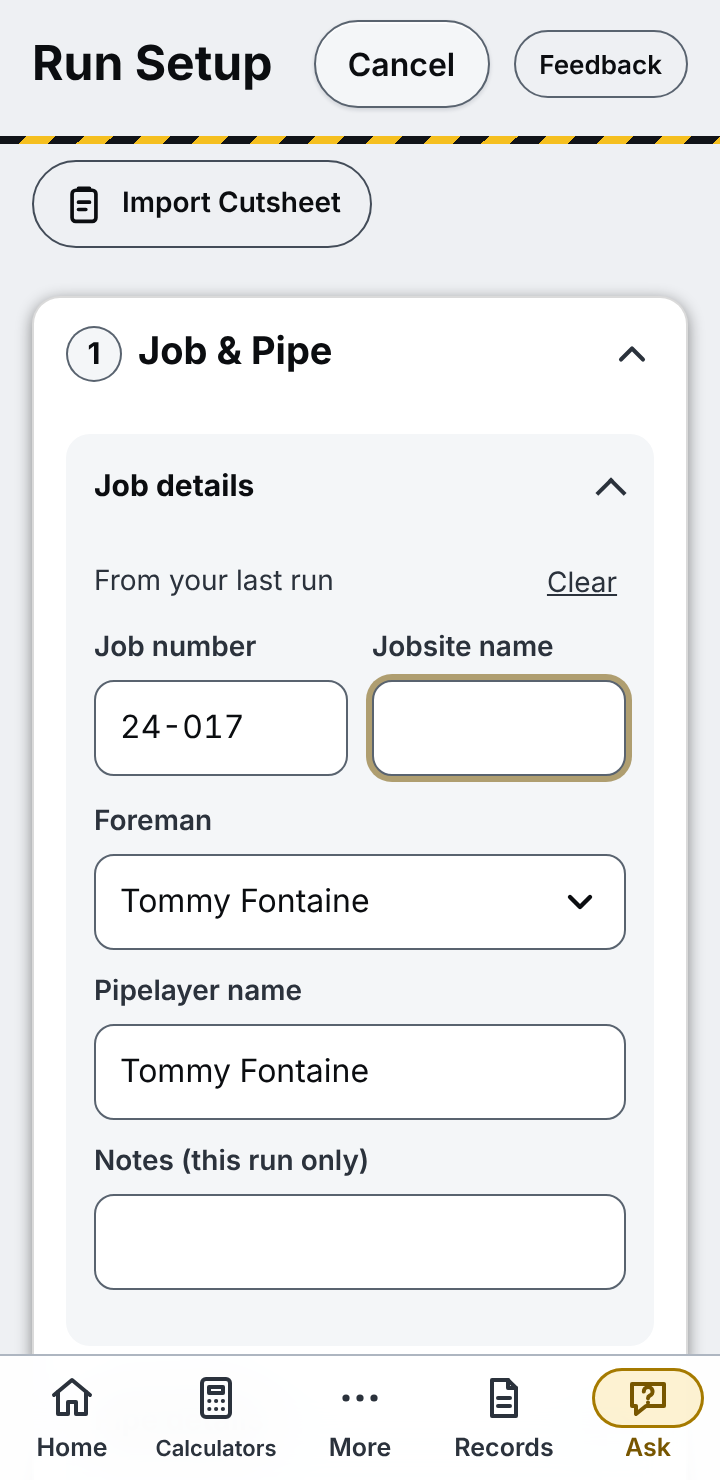 Run Setup
Cancel
Feedback
Import Cutsheet
1 Job & Pipe
Job details
From your last run Clear
Job number Jobsite name
24-017
Foreman
Tommy Fontaine
Pipelayer name
Tommy Fontaine
Notes (this run only)
Home Calculators More Records Ask